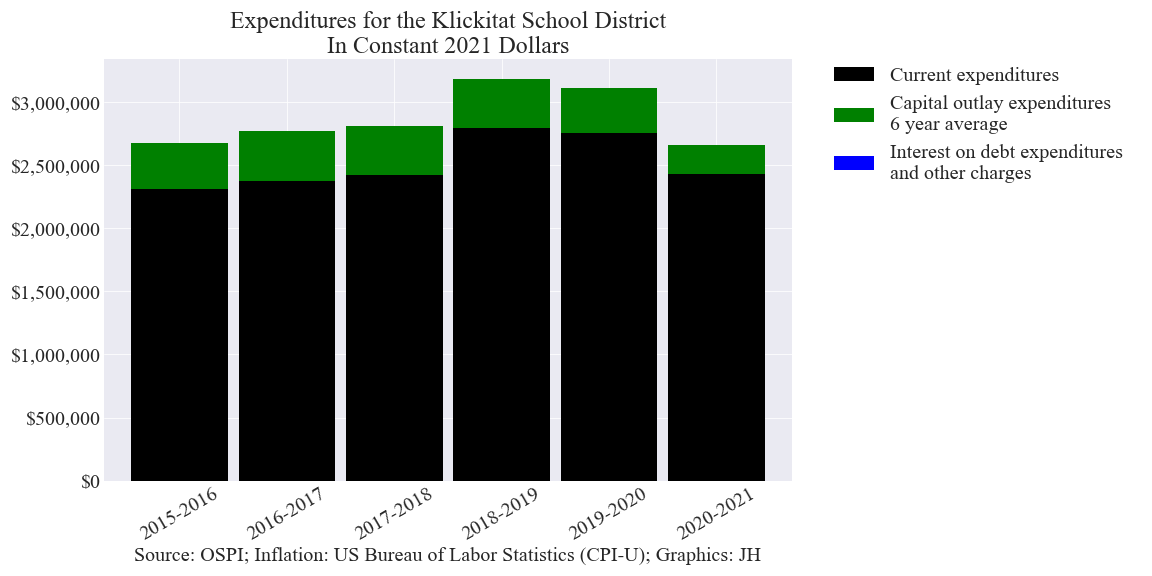 Expenditures for the Klickitat School District
In Constant 2021 Dollars
Current expenditures
Capital outlay expenditures
6 year average
Interest on debt expenditures
and other charges
$3,000,000
$2,500,000
$2,000,000
$1,500,000
$1,000,000
$500,000
$0
2015-2016
2016-2017
2017-2018
2018-2019
2019-2020
2020-2021
Source: OSPI; Inflation: US Bureau of Labor Statistics (CPI-U); Graphics: JH